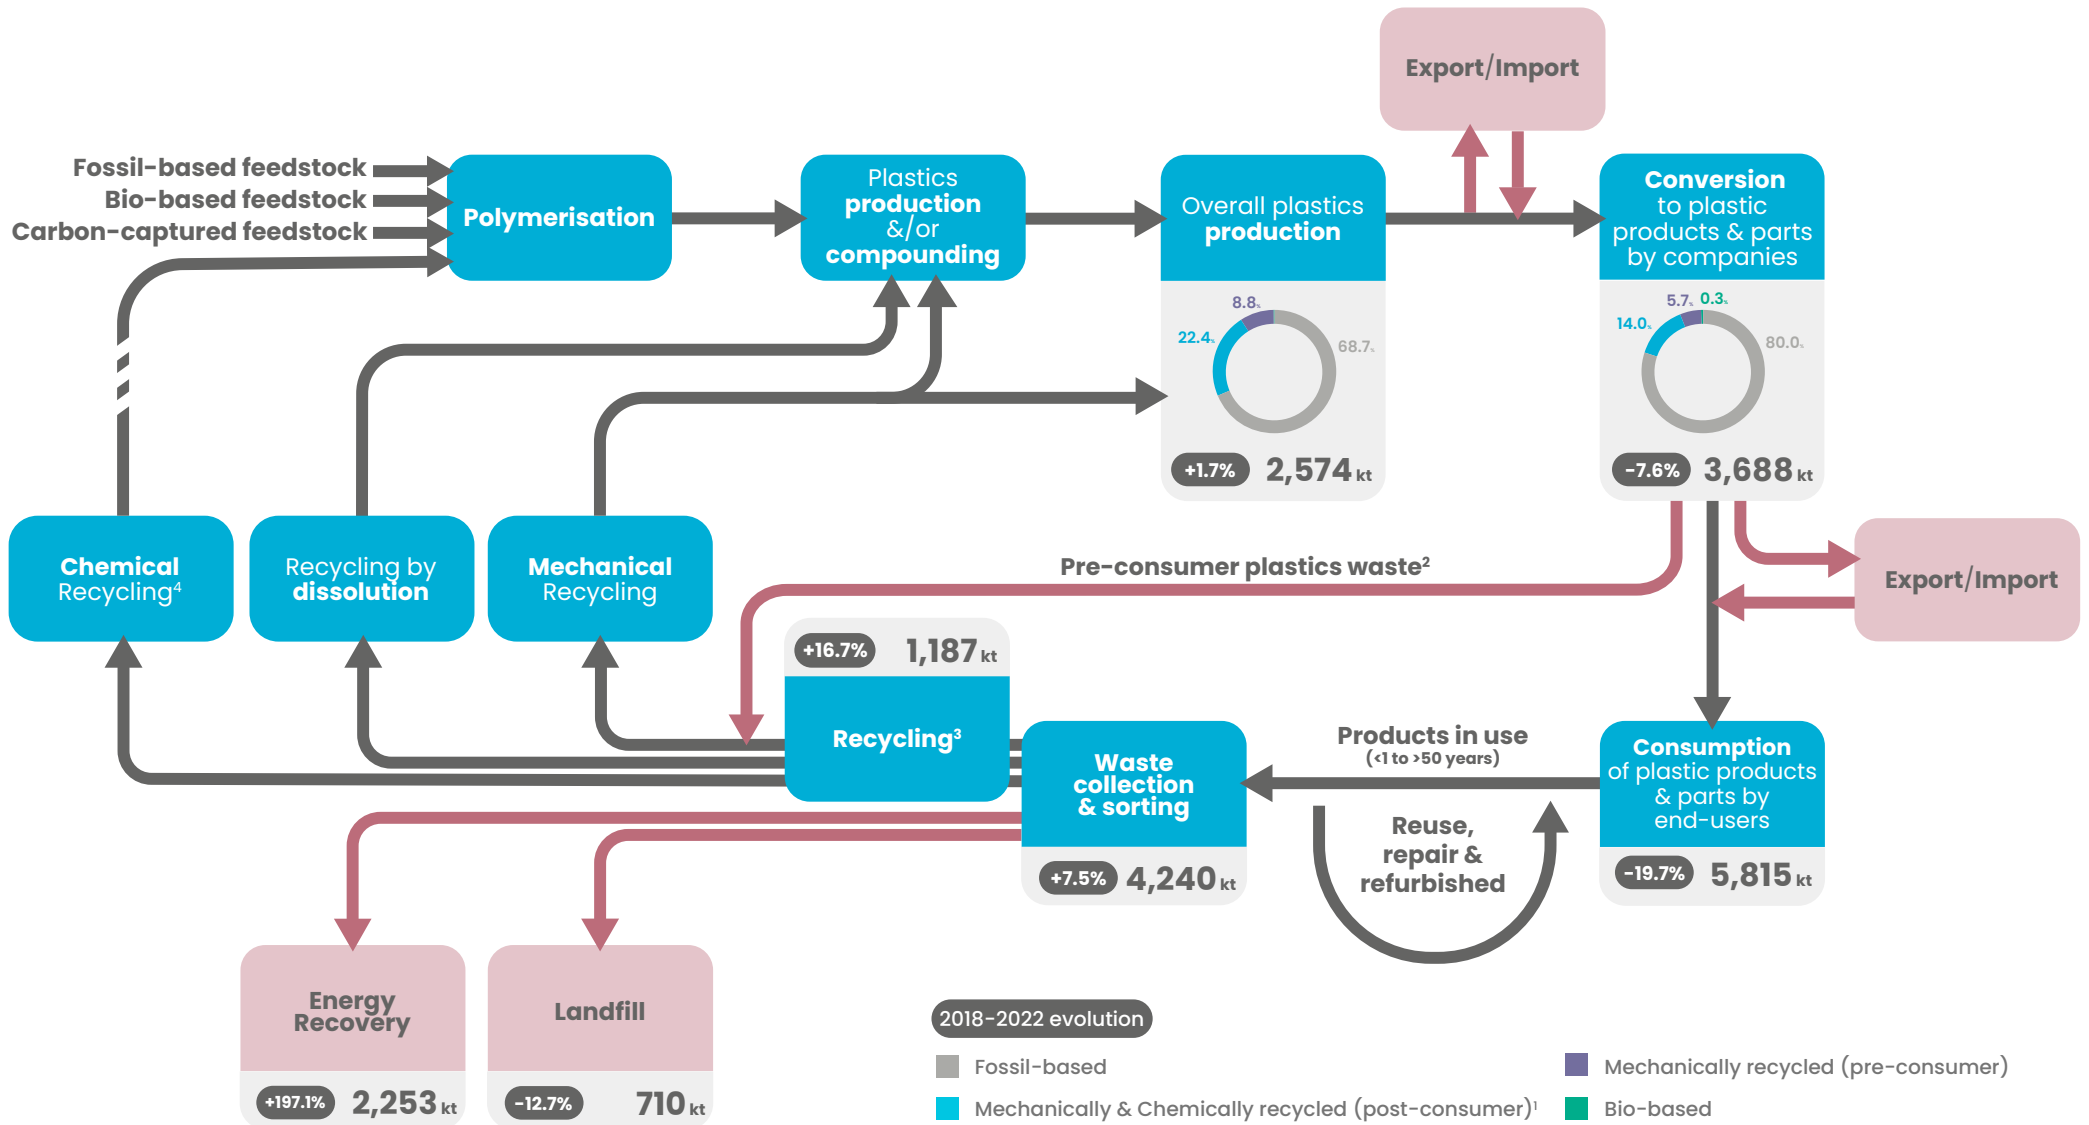 Export/Import
Fossil-based feedstock
Bio-based feedstock
Carbon-captured feedstock
Polymerisation
Plastics
production
&/or
compounding
Overall plastics
production
Conversion
to plastic
products & parts
by companies
8.8%
22.4%
68.7%
+1.7% 2,574 kt
5.7% 0.3%
14.0%
80.0%
-7.6% 3,688 kt
Chemical
Recycling⁴
Recycling by
dissolution
Mechanical
Recycling
Pre-consumer plastics waste²
Export/Import
+16.7% 1,187 kt
Recycling³
Waste
collection
& sorting
+7.5% 4,240 kt
Products in use
(<1 to >50 years)
Reuse,
repair &
refurbished
Consumption
of plastic products
& parts by
end-users
-19.7% 5,815 kt
Energy
Recovery
+197.1% 2,253 kt
Landfill
-12.7% 710 kt
2018-2022 evolution
Fossil-based
Mechanically & Chemically recycled (post-consumer)¹
Mechanically recycled (pre-consumer)
Bio-based